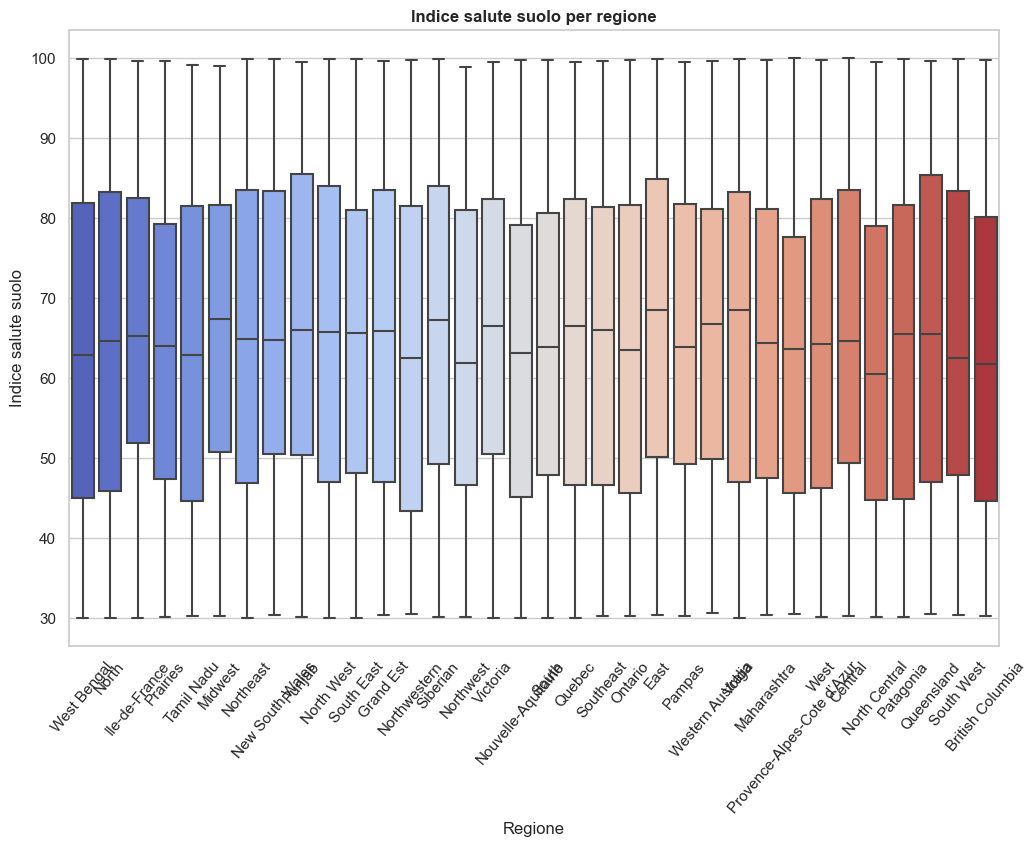 Indice salute suolo per regione
Indice salute suolo
100
90
80
70
60
50
40
30
West Bengal
North
Ile-de-France
Prairies
Tamil Nadu
Midwest
Northeast
New South Wales
Punjab
North West
South East
Grand Est
Northwestern
Siberian
Northwest
Victoria
Nouvelle-Aquitaine
South
Quebec
Southeast
Ontario
East
Pampas
Western Australia
Volga
Maharashtra
Provence-Alpes-Cote d'Azur
West
Central
North Central
Patagonia
Queensland
South West
British Columbia
Regione